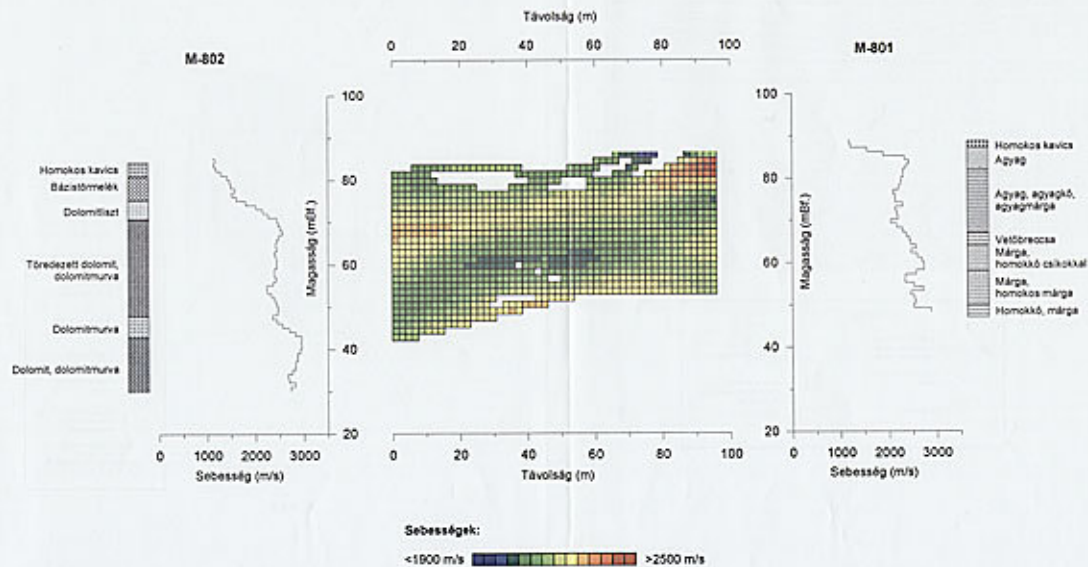 Távolság (m)
0 20 40 60 80 100
M-802
M-801
100
80
60
40
20
Magasság (mBf.)
Homokos kavics
Bázistörmelék
Dolomitliszt
Töredezett dolomit,
dolomitmurva
Dolomitmurva
Dolomit, dolomitmurva
0 1000 2000 3000
Sebesség (m/s)
0 20 40 60 80 100
Távolság (m)
100
80
60
40
20
Magasság (mBf.)
0 1000 2000 3000
Sebesség (m/s)
Homokos kavics
Agyag
Agyag, agyagkő,
agyagmárga
Vetőbreccsa
Márga,
homokkő csíkokkal
Márga,
homokos márga
Homokkő, márga
Sebességek:
<1900 m/s >2500 m/s